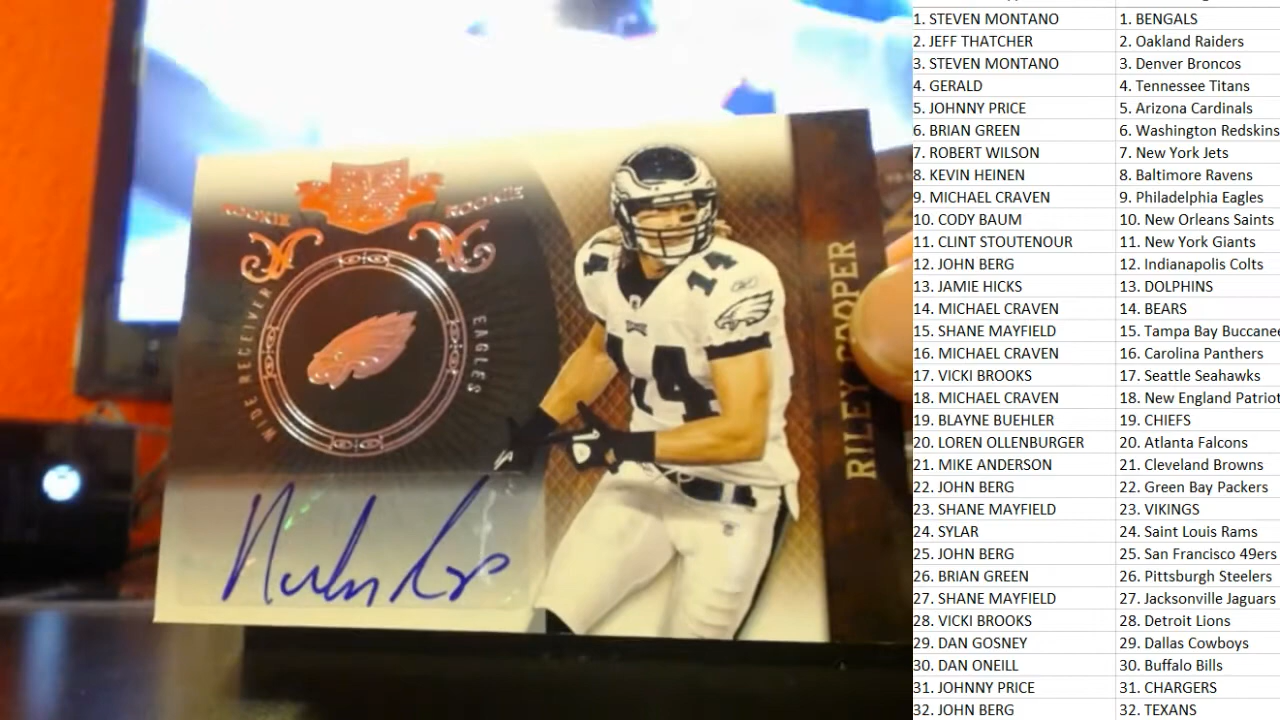 ROOKIE ROOKIE
WIDE RECEIVER
EAGLES
14
14
RILEY COOPER
1. STEVEN MONTANO 1. BENGALS
2. JEFF THATCHER 2. Oakland Raiders
3. STEVEN MONTANO 3. Denver Broncos
4. GERALD 4. Tennessee Titans
5. JOHNNY PRICE 5. Arizona Cardinals
6. BRIAN GREEN 6. Washington Redskins
7. ROBERT WILSON 7. New York Jets
8. KEVIN HEINEN 8. Baltimore Ravens
9. MICHAEL CRAVEN 9. Philadelphia Eagles
10. CODY BAUM 10. New Orleans Saints
11. CLINT STOUTENOUR 11. New York Giants
12. JOHN BERG 12. Indianapolis Colts
13. JAMIE HICKS 13. DOLPHINS
14. MICHAEL CRAVEN 14. BEARS
15. SHANE MAYFIELD 15. Tampa Bay Buccanee
16. MICHAEL CRAVEN 16. Carolina Panthers
17. VICKI BROOKS 17. Seattle Seahawks
18. MICHAEL CRAVEN 18. New England Patriot
19. BLAYNE BUEHLER 19. CHIEFS
20. LOREN OLLENBURGER 20. Atlanta Falcons
21. MIKE ANDERSON 21. Cleveland Browns
22. JOHN BERG 22. Green Bay Packers
23. SHANE MAYFIELD 23. VIKINGS
24. SYLAR 24. Saint Louis Rams
25. JOHN BERG 25. San Francisco 49ers
26. BRIAN GREEN 26. Pittsburgh Steelers
27. SHANE MAYFIELD 27. Jacksonville Jaguars
28. VICKI BROOKS 28. Detroit Lions
29. DAN GOSNEY 29. Dallas Cowboys
30. DAN ONEILL 30. Buffalo Bills
31. JOHNNY PRICE 31. CHARGERS
32. JOHN BERG 32. TEXANS